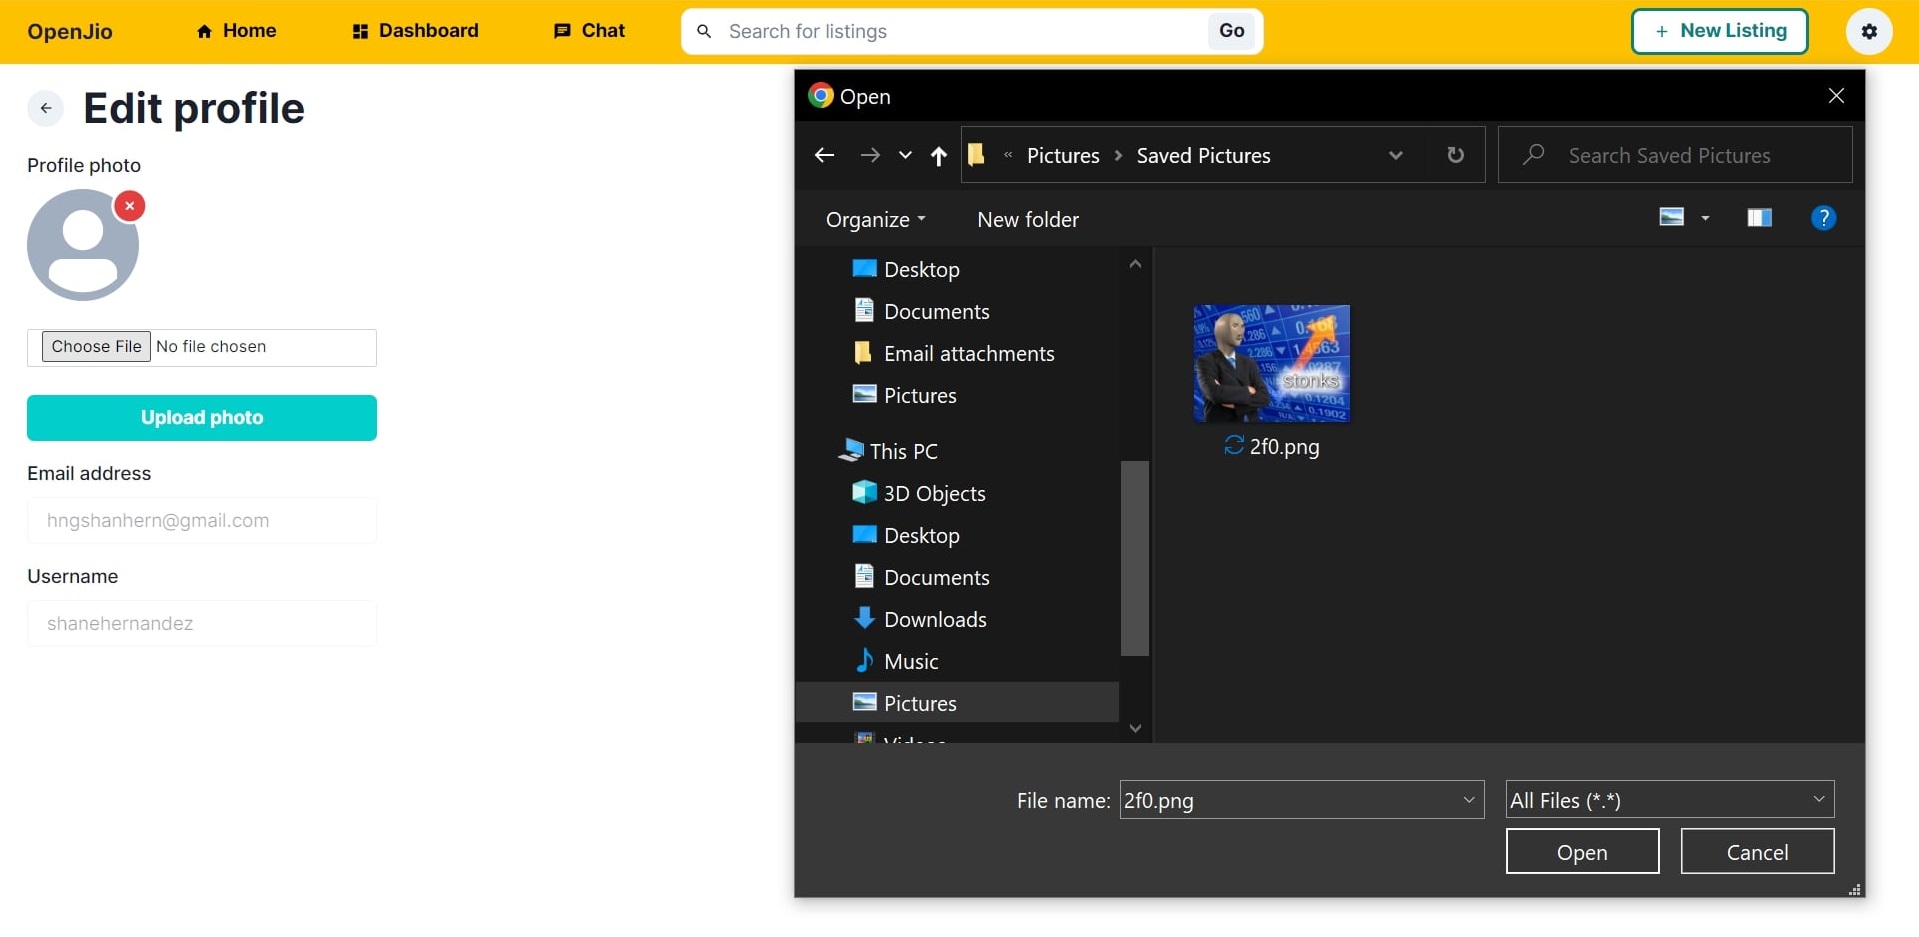 OpenJio Home Dashboard Chat Search for listings Go + New Listing
Edit profile
Profile photo
Choose File No file chosen
Upload photo
Email address
hngshanhern@gmail.com
Username
shanehernandez
Open
« Pictures > Saved Pictures Search Saved Pictures
Organize New folder ?
Desktop
Documents
Email attachments
Pictures
This PC
3D Objects
Desktop
Documents
Downloads
Music
Pictures
Videos
stonks
2f0.png
File name: 2f0.png All Files (*.*)
Open Cancel